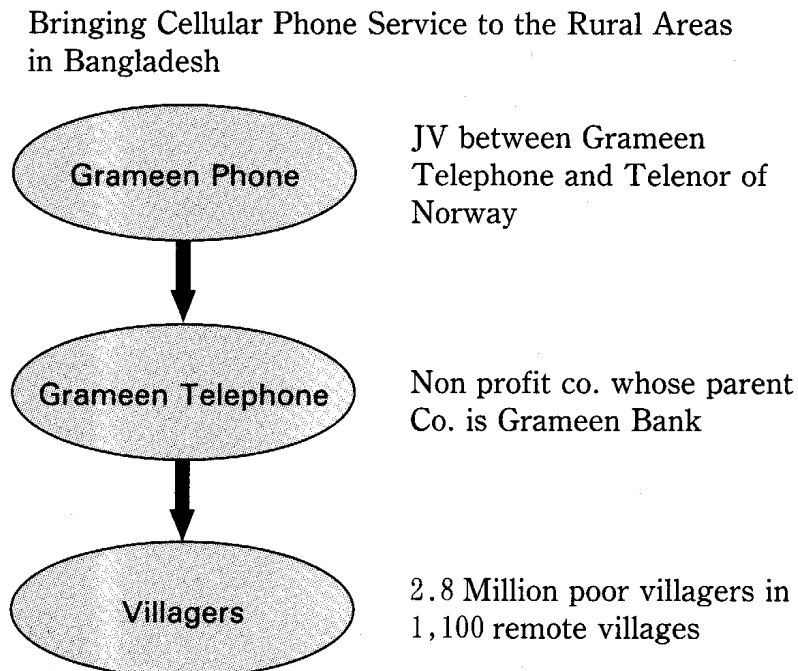 Bringing Cellular Phone Service to the Rural Areas
in Bangladesh
Grameen Phone
JV between Grameen
Telephone and Telenor of
Norway
Grameen Telephone
Non profit co. whose parent
Co. is Grameen Bank
Villagers
2.8 Million poor villagers in
1,100 remote villages